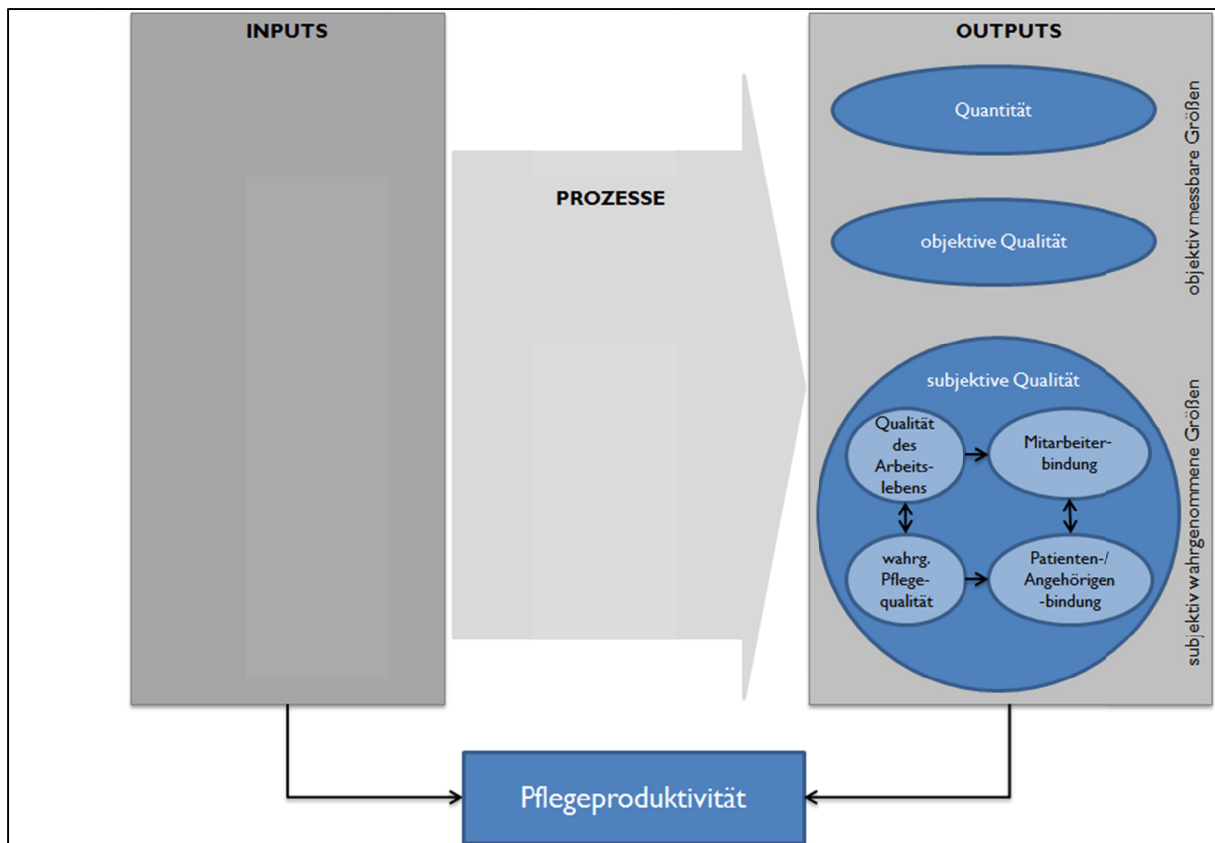 INPUTS
PROZESSE
OUTPUTS
Quantität
objektive Qualität
objektiv messbare Größen
subjektive Qualität
Qualität
des
Arbeits-
lebens
Mitarbeiter-
bindung
wahrg.
Pflege-
qualität
Patienten-/
Angehörigen
-bindung
subjektiv wahrgenommene Größen
Pflegeproduktivität